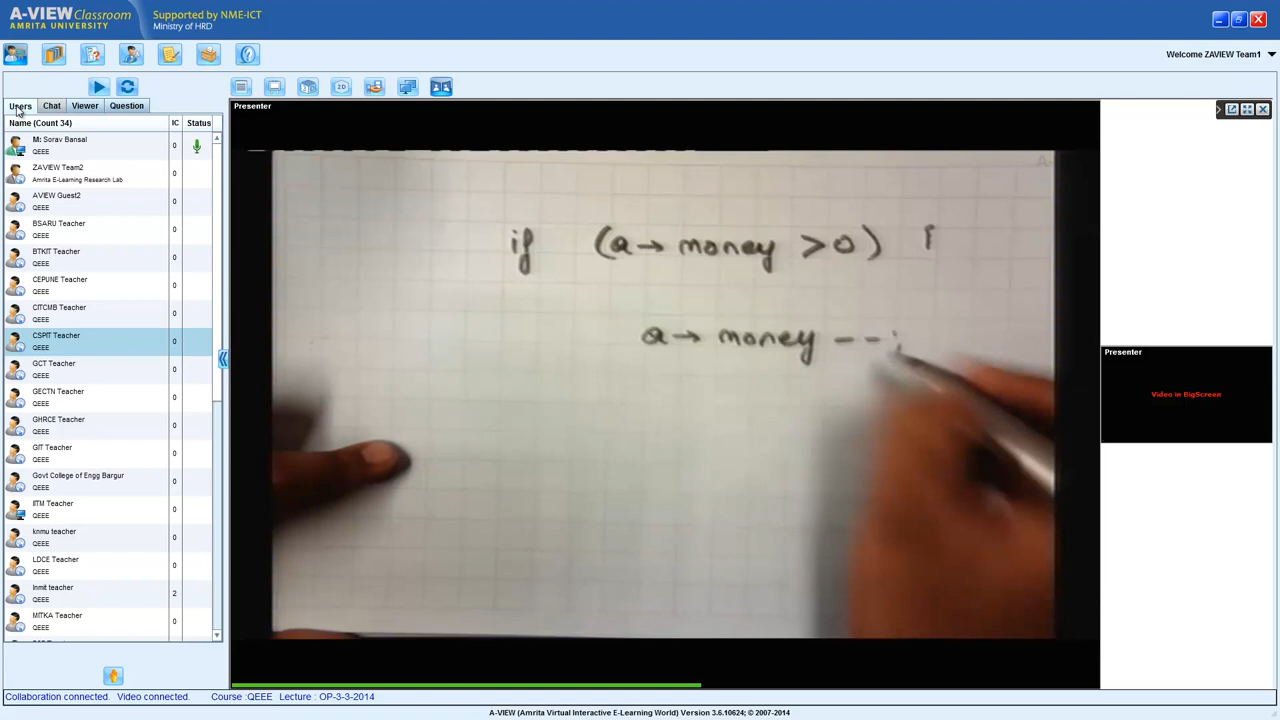 A-VIEW Classroom
AMRITA UNIVERSITY
Supported by NME-ICT
Ministry of HRD
Welcome ZAVIEW Team1
Users Chat Viewer Question
Name (Count 34) IC Status
M: Sorav Bansal
QEEE
0
ZAVIEW Team2
Amrita E-Learning Research Lab
0
AVIEW Guest2
QEEE
0
BSARU Teacher
QEEE
0
BTKIT Teacher
QEEE
0
CEPUNE Teacher
QEEE
0
CITCMB Teacher
QEEE
0
CSPIT Teacher
QEEE
0
GCT Teacher
QEEE
0
GECTN Teacher
QEEE
0
GHRCE Teacher
QEEE
0
GIT Teacher
QEEE
0
Govt College of Engg Bargur
QEEE
0
IITM Teacher
QEEE
0
knmu teacher
QEEE
0
LDCE Teacher
QEEE
0
QEEE
2
MITKA Teacher
QEEE
0
Presenter
if (a→ money >0) {
a→ money --;
Presenter
Video in BigScreen
2D
Collaboration connected. Video connected. Course :QEEE Lecture : OP-3-3-2014
A-VIEW (Amrita Virtual Interactive E-Learning World) Version 3.6.10624; © 2007-2014